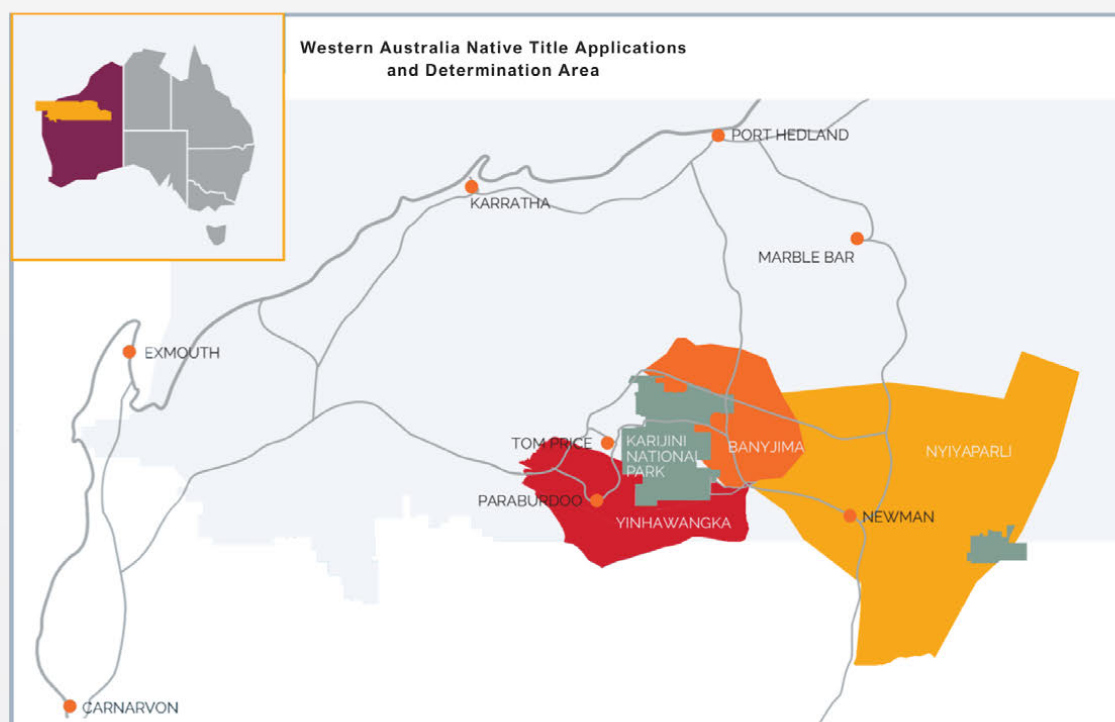 Western Australia Native Title Applications
and Determination Area
PORT HEDLAND
KARRATHA
MARBLE BAR
EXMOUTH
TOM PRICE
KARIJINI
NATIONAL
PARK
BANYJIMA
NYIYAPARLI
PARABURDOO
YINHAWANGKA
NEWMAN
CARNARVON